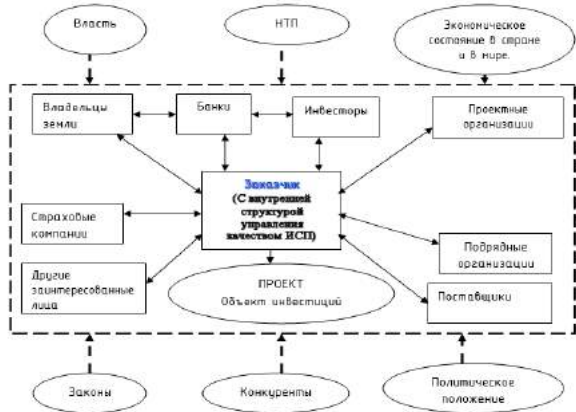 Власть
НТП
Экономическое
состояние в стране
и в мире.
Владельцы
земли
Банки
Инвесторы
Проектные
организации
Заказчик
(С внутренней
структурой
управления
качеством ИСП)
Страховые
компании
Подрядные
организации
Другие
заинтересованные
лица
ПРОЕКТ
Объект инвестиций
Поставщики
Законы
Конкуренты
Политическое
положение